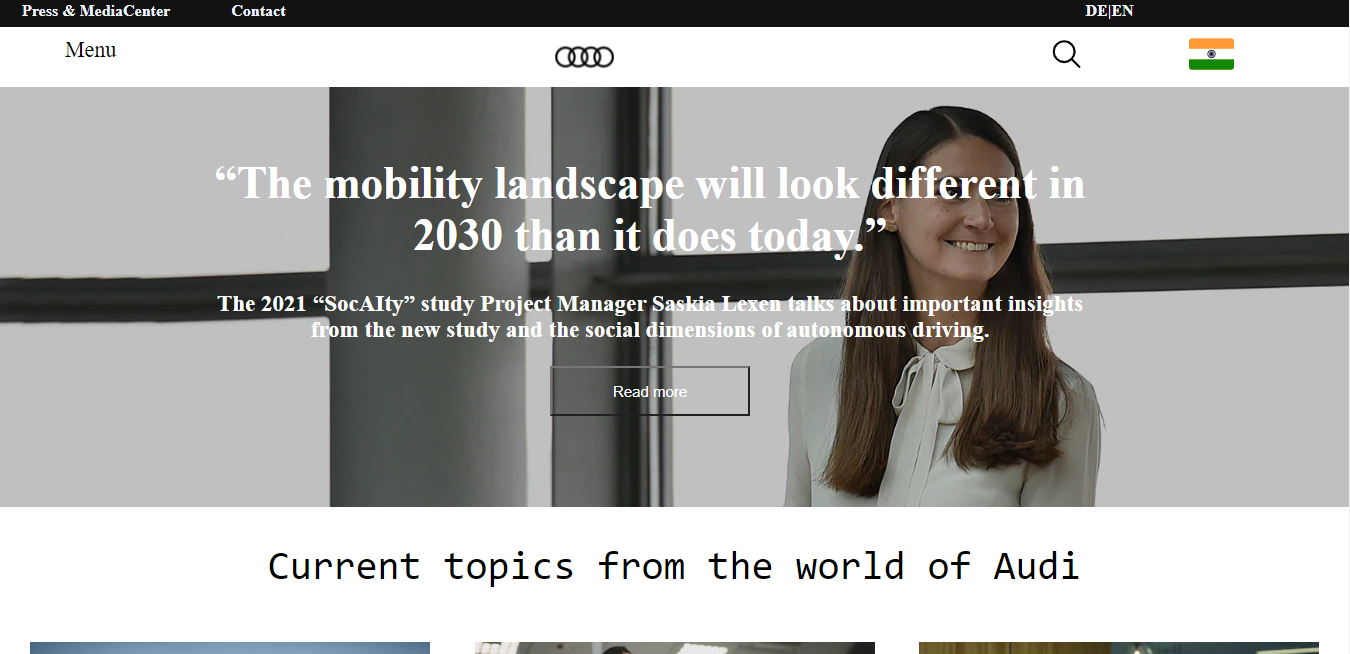 Press & MediaCenter
Contact
DE|EN
Menu
“The mobility landscape will look different in
2030 than it does today.”
The 2021 “SocAIty” study Project Manager Saskia Lexen talks about important insights
from the new study and the social dimensions of autonomous driving.
Read more
Current topics from the world of Audi